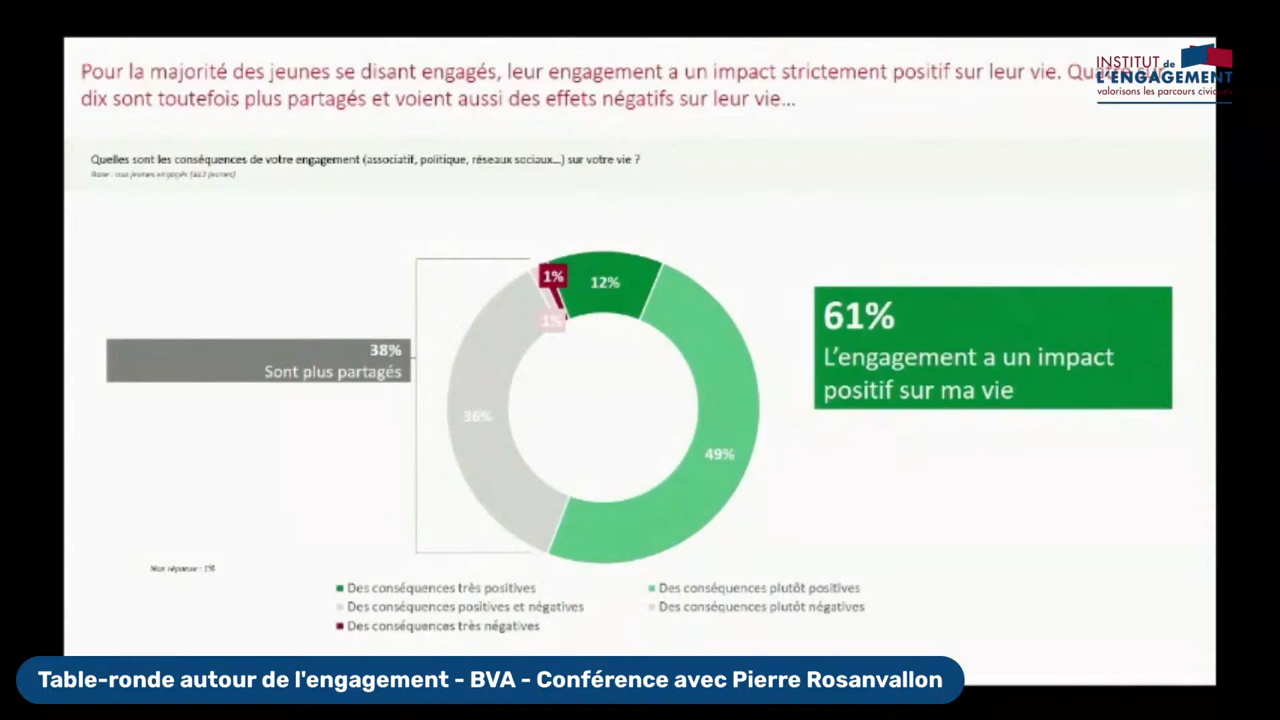 Pour la majorité des jeunes se disant engagés, leur engagement a un impact strictement positif sur leur vie.
dix sont toutefois plus partagés et voient aussi des effets négatifs sur leur vie...
INSTITUT de
L'ENGAGEMENT
valorisons les parcours civiques
Quelles sont les conséquences de votre engagement (associatif, politique, réseaux sociaux...) sur votre vie ?
1%
12%
1%
61%
L'engagement a un impact
positif sur ma vie
38%
Sont plus partagés
36%
49%
Non réponse : 1%
Des conséquences très positives
Des conséquences plutôt positives
Des conséquences positives et négatives
Des conséquences plutôt négatives
Des conséquences très négatives
Table-ronde autour de l'engagement - BVA - Conférence avec Pierre Rosanvallon